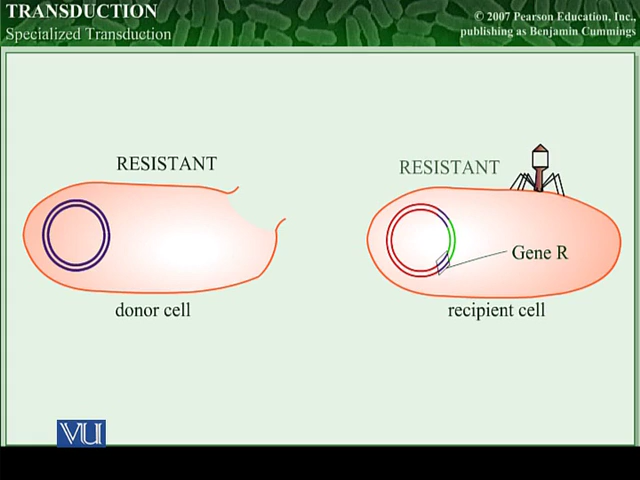 TRANSDUCTION
Specialized Transduction
© 2007 Pearson Education, Inc.,
publishing as Benjamin Cummings
RESISTANT
RESISTANT
Gene R
donor cell
recipient cell
VU